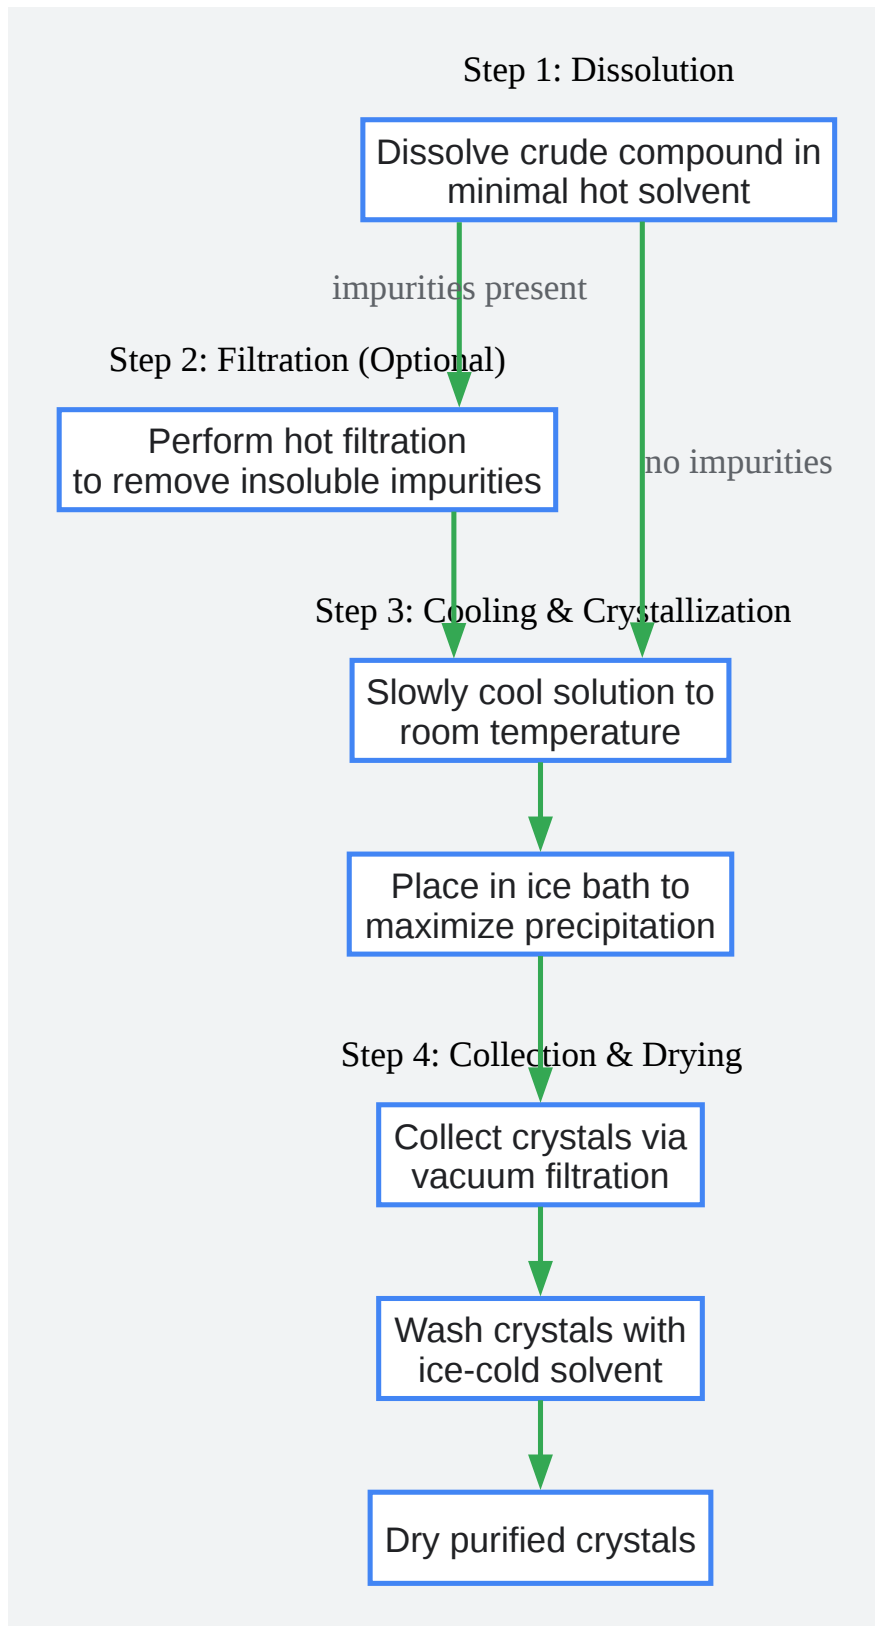 Step 1: Dissolution
Dissolve crude compound in
minimal hot solvent
impurities present
Step 2: Filtration (Optional)
Perform hot filtration
to remove insoluble impurities
no impurities
Step 3: Cooling & Crystallization
Slowly cool solution to
room temperature
Place in ice bath to
maximize precipitation
Step 4: Collection & Drying
Collect crystals via
vacuum filtration
Wash crystals with
ice-cold solvent
Dry purified crystals